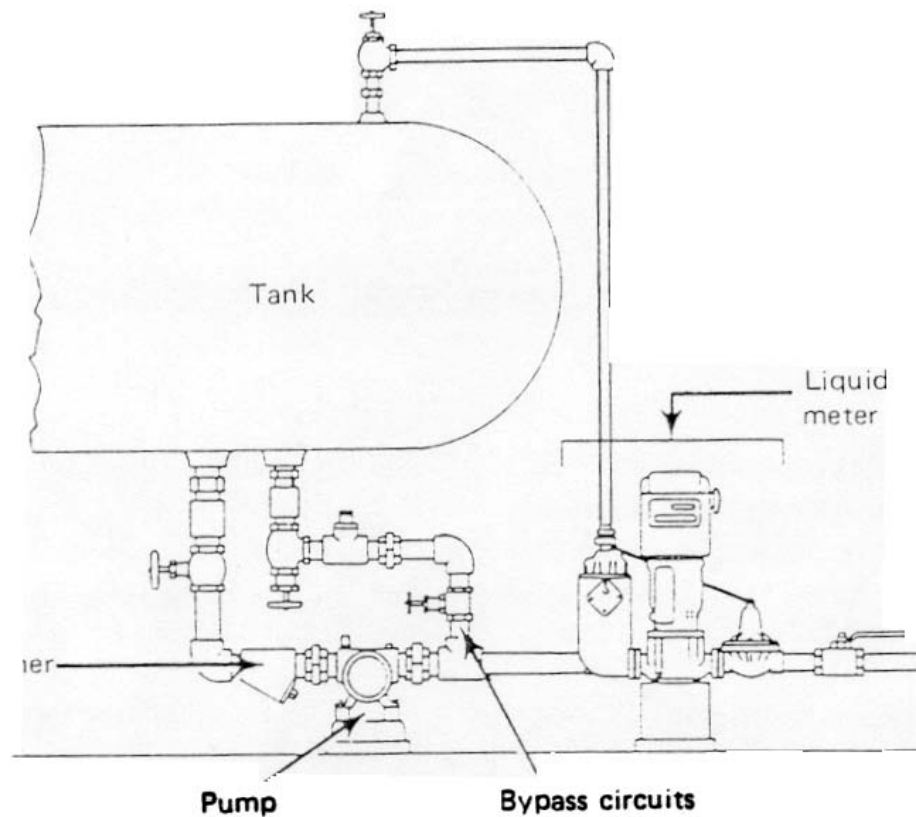 Tank
Liquid
meter
ner
Pump
Bypass circuits